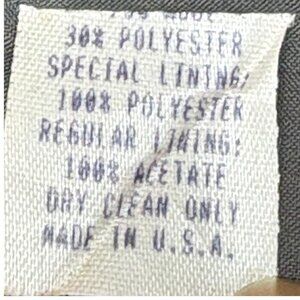 30% POLYESTER
SPECIAL LINING:
100% POLYESTER
REGULAR LINING:
100% ACETATE
DRY CLEAN ONLY
MADE IN U.S.A.